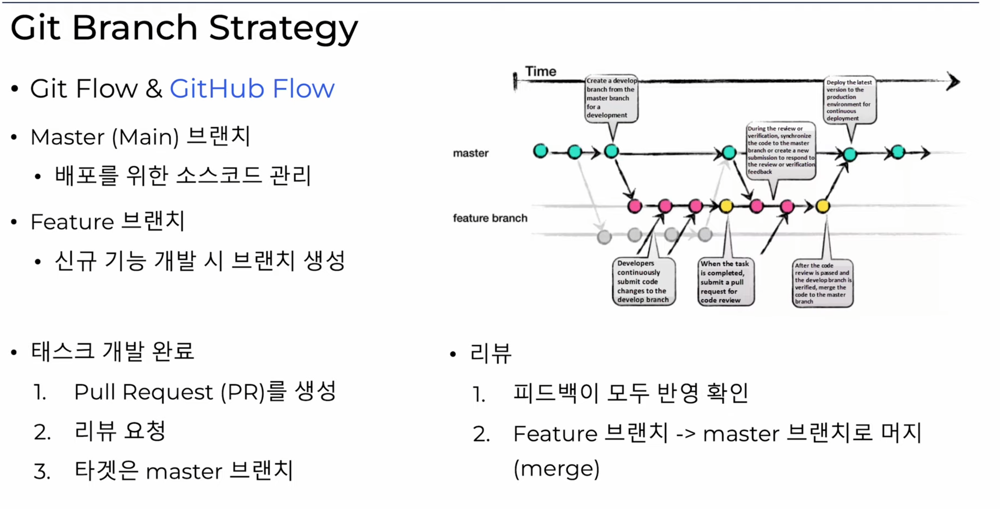 Git Branch Strategy
• Git Flow & GitHub Flow
• Master (Main) 브랜치
• 배포를 위한 소스코드 관리
• Feature 브랜치
• 신규 기능 개발 시 브랜치 생성
Time
Create a develop
branch from the
master branch
for a
development
Deploy the latest
version to the
production
environment for
continuous
deployment
During the review or
verification, synchronize
the code to the master
branch or create a new
submission to respond to
the review or verification
feedback
master
feature branch
Developers
continuously
submit code
changes to the
develop branch
When the task
is completed,
submit a pull
request for
code review
After the code
review is passed and
the develop branch is
verified, merge the
code to the master
branch
• 태스크 개발 완료
1. Pull Request (PR)를 생성
2. 리뷰 요청
3. 타겟은 master 브랜치
• 리뷰
1. 피드백이 모두 반영 확인
2. Feature 브랜치 -> master 브랜치로 머지
(merge)